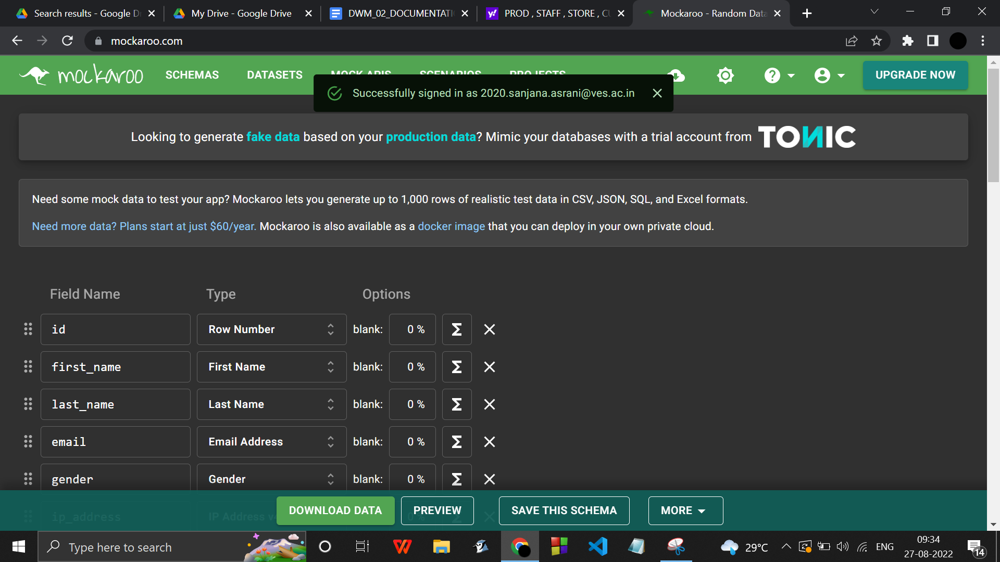 Search results - Google D
My Drive - Google Drive
DWM_02_DOCUMENTATI
PROD , STAFF , STORE , CU
Mockaroo - Random Data
mockaroo.com
mockaroo
SCHEMAS
DATASETS
MOCK APIS
SCENARIOS
PROJECTS
UPGRADE NOW
Successfully signed in as 2020.sanjana.asrani@ves.ac.in
Looking to generate fake data based on your production data? Mimic your databases with a trial account from TONIC
Need some mock data to test your app? Mockaroo lets you generate up to 1,000 rows of realistic test data in CSV, JSON, SQL, and Excel formats.
Need more data? Plans start at just $60/year. Mockaroo is also available as a docker image that you can deploy in your own private cloud.
Field Name Type Options
id Row Number blank: 0 % Σ
first_name First Name blank: 0 % Σ
last_name Last Name blank: 0 % Σ
email Email Address blank: 0 % Σ
gender Gender blank: 0 % Σ
ip_address IP Address v
DOWNLOAD DATA PREVIEW SAVE THIS SCHEMA MORE
Type here to search
29°C
ENG
09:34
27-08-2022
14